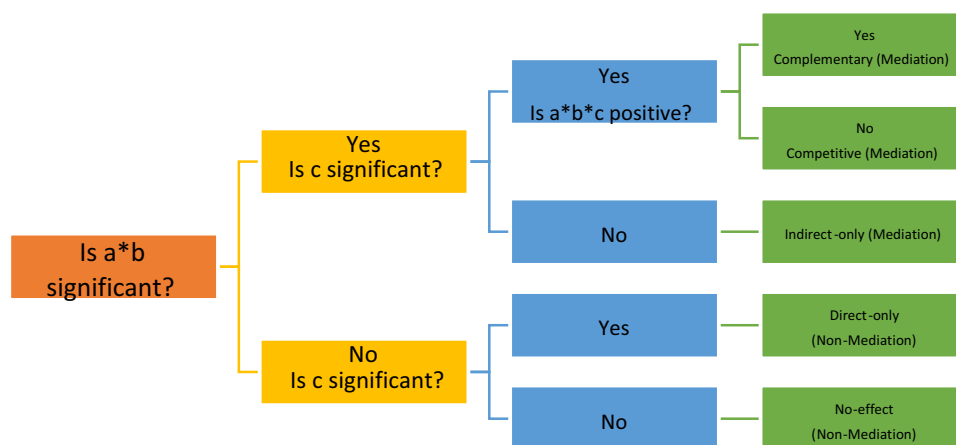 Is a*b
significant?
Yes
Is c significant?
Yes
Is a*b*c positive?
Yes
Complementary (Mediation)
No
Competitive (Mediation)
No
Indirect-only (Mediation)
No
Is c significant?
Yes
Direct-only
(Non-Mediation)
No
No-effect
(Non-Mediation)